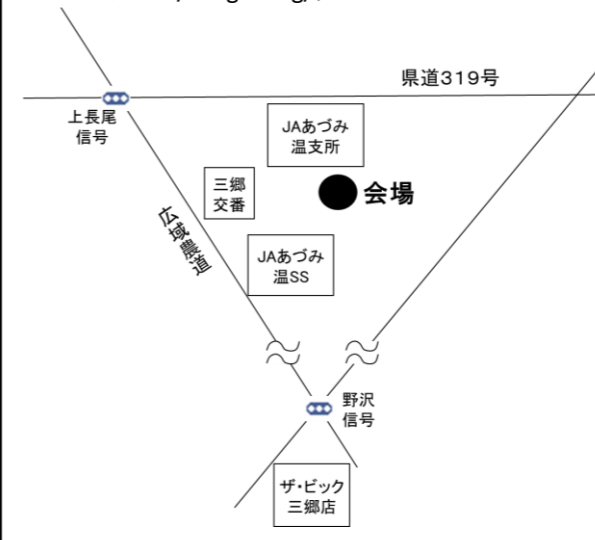 県道319号
上長尾
信号
JAあづみ
温支所
三郷
交番
会場
広域農道
JAあづみ
温SS
野沢
信号
ザ・ビック
三郷店